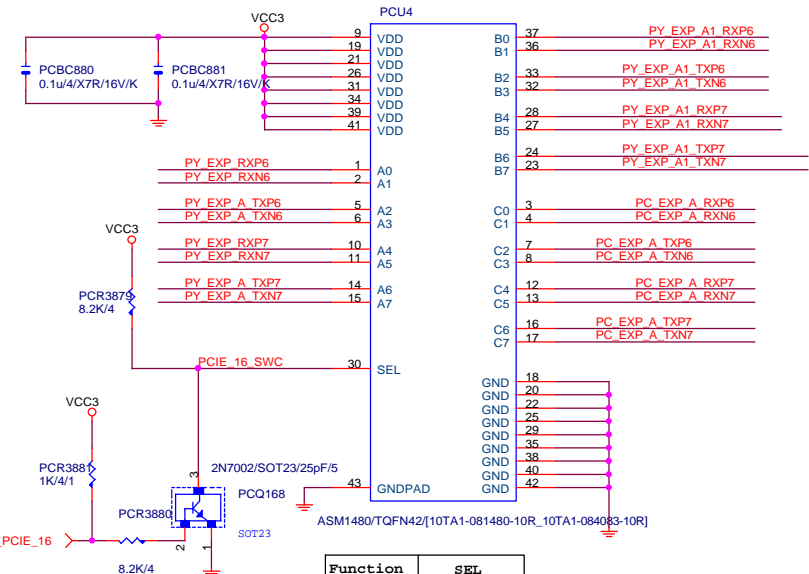 PCU4
VCC3
9 VDD B0 37 PY_EXP_A1_RXP6
19 VDD B1 36 PY_EXP_A1_RXN6
21 VDD
26 VDD B2 33 PY_EXP_A1_TXP6
31 VDD B3 32 PY_EXP_A1_TXN6
34 VDD
39 VDD B4 28 PY_EXP_A1_RXP7
41 VDD B5 27 PY_EXP_A1_RXN7
PCBC880
0.1u/4/X7R/16V/K
PCBC881
0.1u/4/X7R/16V/K
B6 24 PY_EXP_A1_TXP7
B7 23 PY_EXP_A1_TXN7
PY_EXP_RXP6 1 A0
PY_EXP_RXN6 2 A1
PY_EXP_A_TXP6 5 A2
PY_EXP_A_TXN6 6 A3
PY_EXP_RXP7 10 A4
PY_EXP_RXN7 11 A5
PY_EXP_A_TXP7 14 A6
PY_EXP_A_TXN7 15 A7
C0 3 PC_EXP_A_RXP6
C1 4 PC_EXP_A_RXN6
C2 7 PC_EXP_A_TXP6
C3 8 PC_EXP_A_TXN6
C4 12 PC_EXP_A_RXP7
C5 13 PC_EXP_A_RXN7
C6 16 PC_EXP_A_TXP7
C7 17 PC_EXP_A_TXN7
VCC3
PCR3879
8.2K/4
PCIE_16_SWC 30 SEL
GND 18
GND 20
GND 22
GND 25
GND 29
GND 35
GND 38
GND 40
GND 42
VCC3
PCR3881
1K/4/1
2N7002/SOT23/25pF/5
PCQ168
SOT23
3
2
1
43 GNDPAD
PCR3880
8.2K/4
_PCIE_16
ASM1480/TQFN42/[10TA1-081480-10R_10TA1-084083-10R]
Function SEL